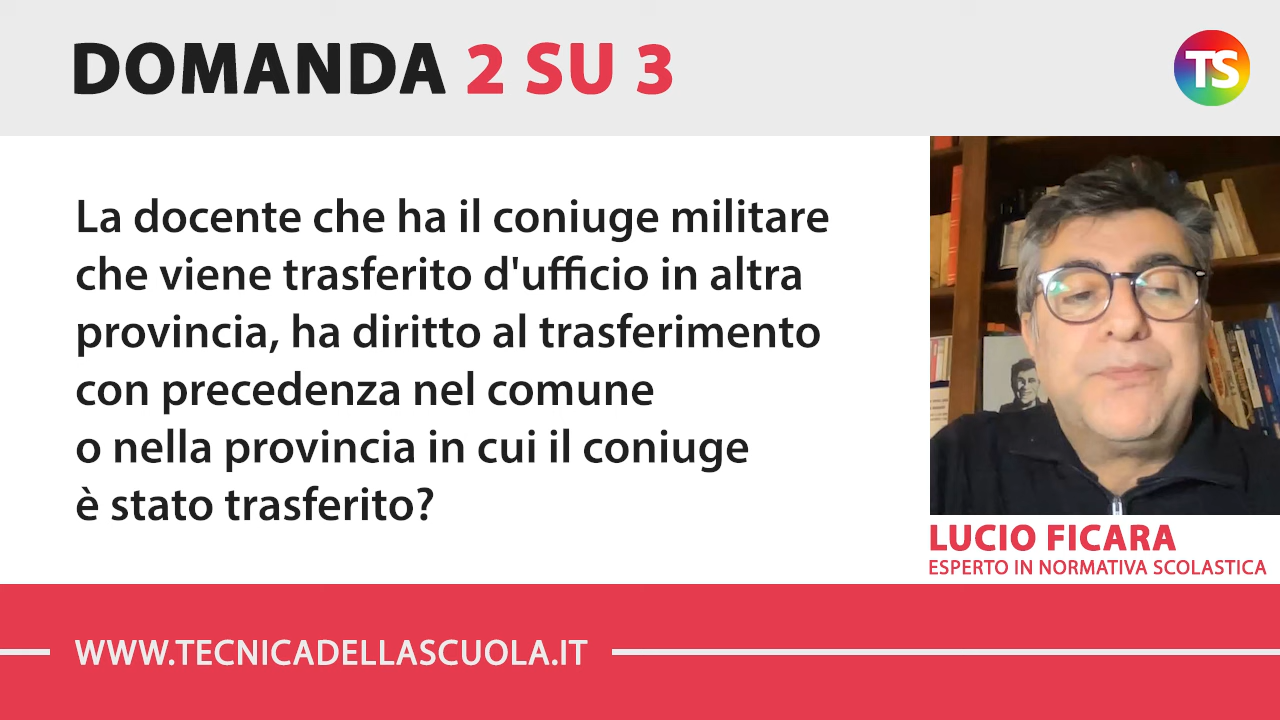 DOMANDA 2 SU 3
TS
La docente che ha il coniuge militare
che viene trasferito d'ufficio in altra
provincia, ha diritto al trasferimento
con precedenza nel comune
o nella provincia in cui il coniuge
è stato trasferito?
LUCIO FICARA
ESPERTO IN NORMATIVA SCOLASTICA
WWW.TECNICADELLASCUOLA.IT